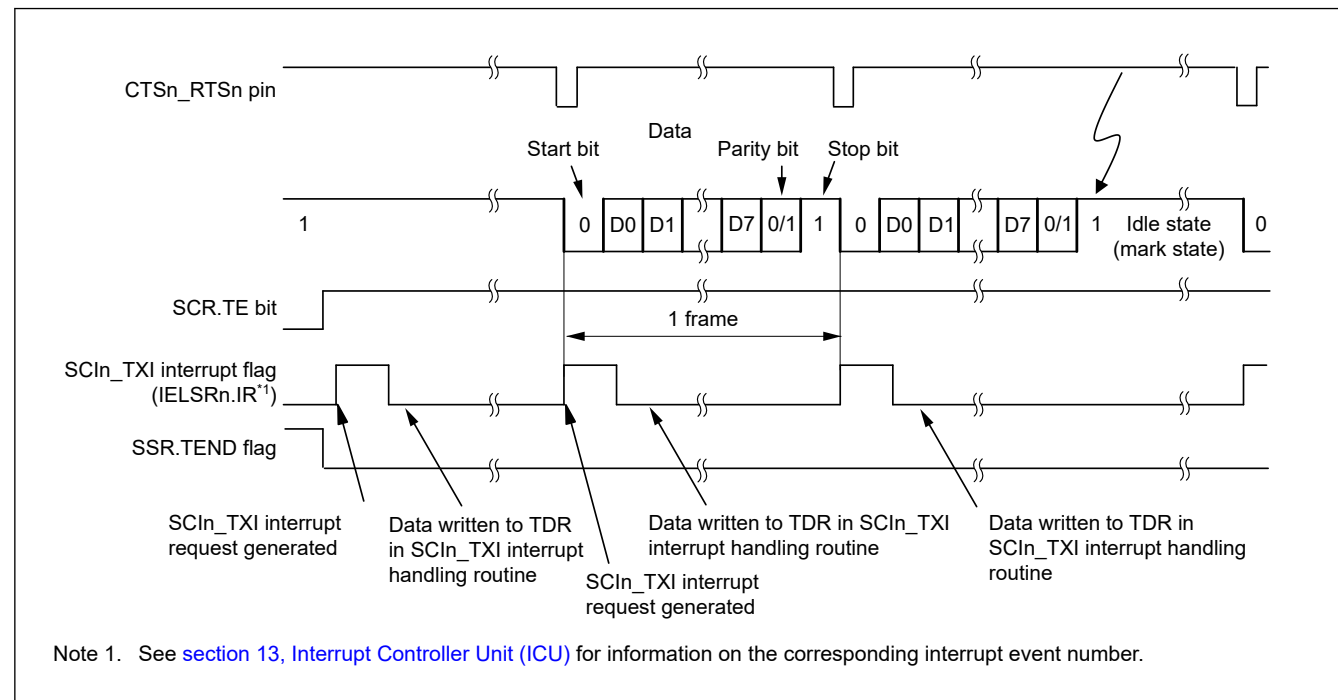 CTSn_RTSn pin
Data
Start bit
Parity bit
Stop bit
1
0
D0
D1
D7
0/1
1
0
D0
D1
D7
0/1
1
Idle state
(mark state)
0
SCR.TE bit
1 frame
SCIn_TXI interrupt flag
(IELSRn.IR*1)
SSR.TEND flag
SCIn_TXI interrupt
request generated
Data written to TDR
in SCIn_TXI interrupt
handling routine
SCIn_TXI interrupt
request generated
Data written to TDR in SCIn_TXI
interrupt handling routine
Data written to TDR in
SCIn_TXI interrupt handling
routine
Note 1. See section 13, Interrupt Controller Unit (ICU) for information on the corresponding interrupt event number.